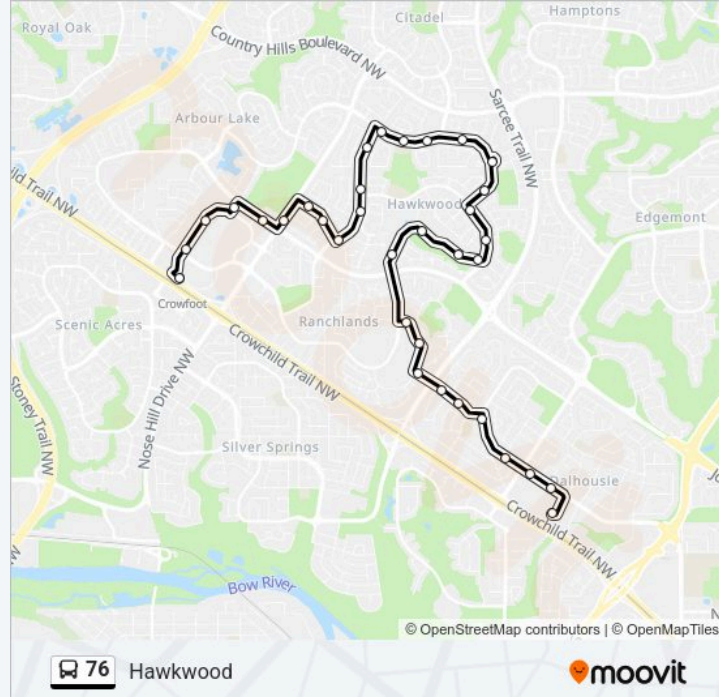 Royal Oak
Citadel
Hamptons
Country Hills Boulevard NW
Sarcee Trail NW
Arbour Lake
ild Trail NW
Hawkwood
Edgemont
Crowfoot
Scenic Acres
Ranchlands
Crowchild Trail NW
Nose Hill Drive NW
Stoney Trail NW
Silver Springs
Dalhousie
Jo
Crowchild Trail NW
Bow River
W
N
© OpenStreetMap contributors | © OpenMapTiles
76 Hawkwood
moovit